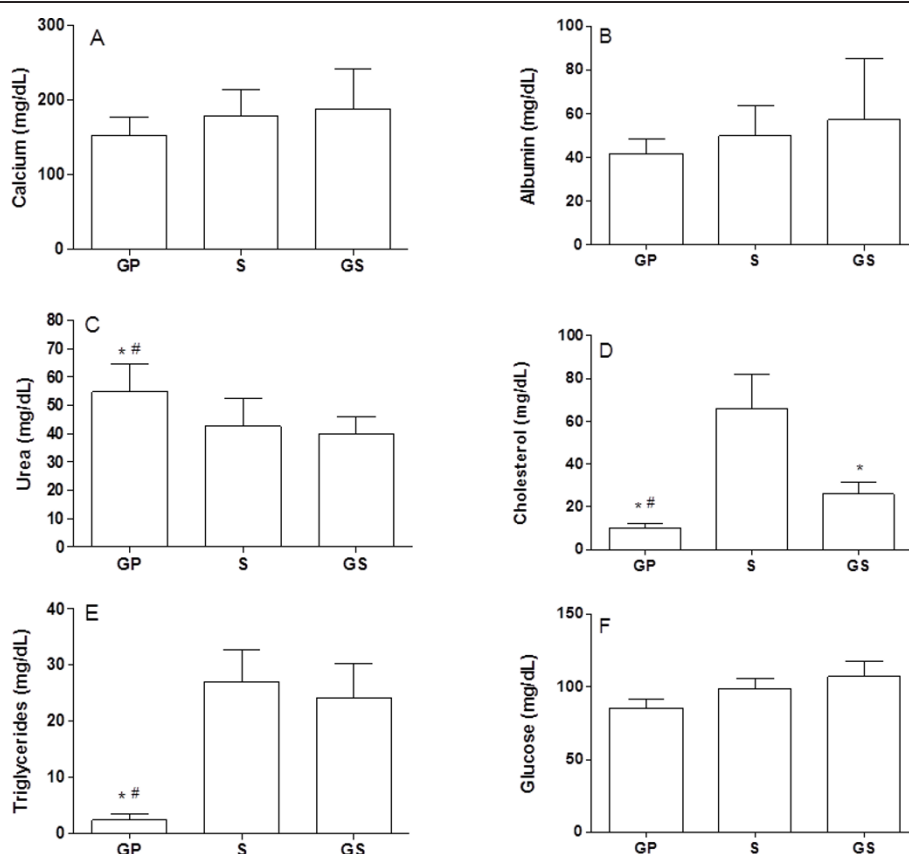 A
Calcium (mg/dL)
300
200
100
0
GP S GS
B
Albumin (mg/dL)
100
80
60
40
20
0
GP S GS
C
Urea (mg/dL)
80
70
60
50
40
30
20
10
0
* #
GP S GS
D
Cholesterol (mg/dL)
100
80
60
40
20
0
* #
*
GP S GS
E
Triglycerides (mg/dL)
40
30
20
10
0
* #
GP S GS
F
Glucose (mg/dL)
150
100
50
0
GP S GS